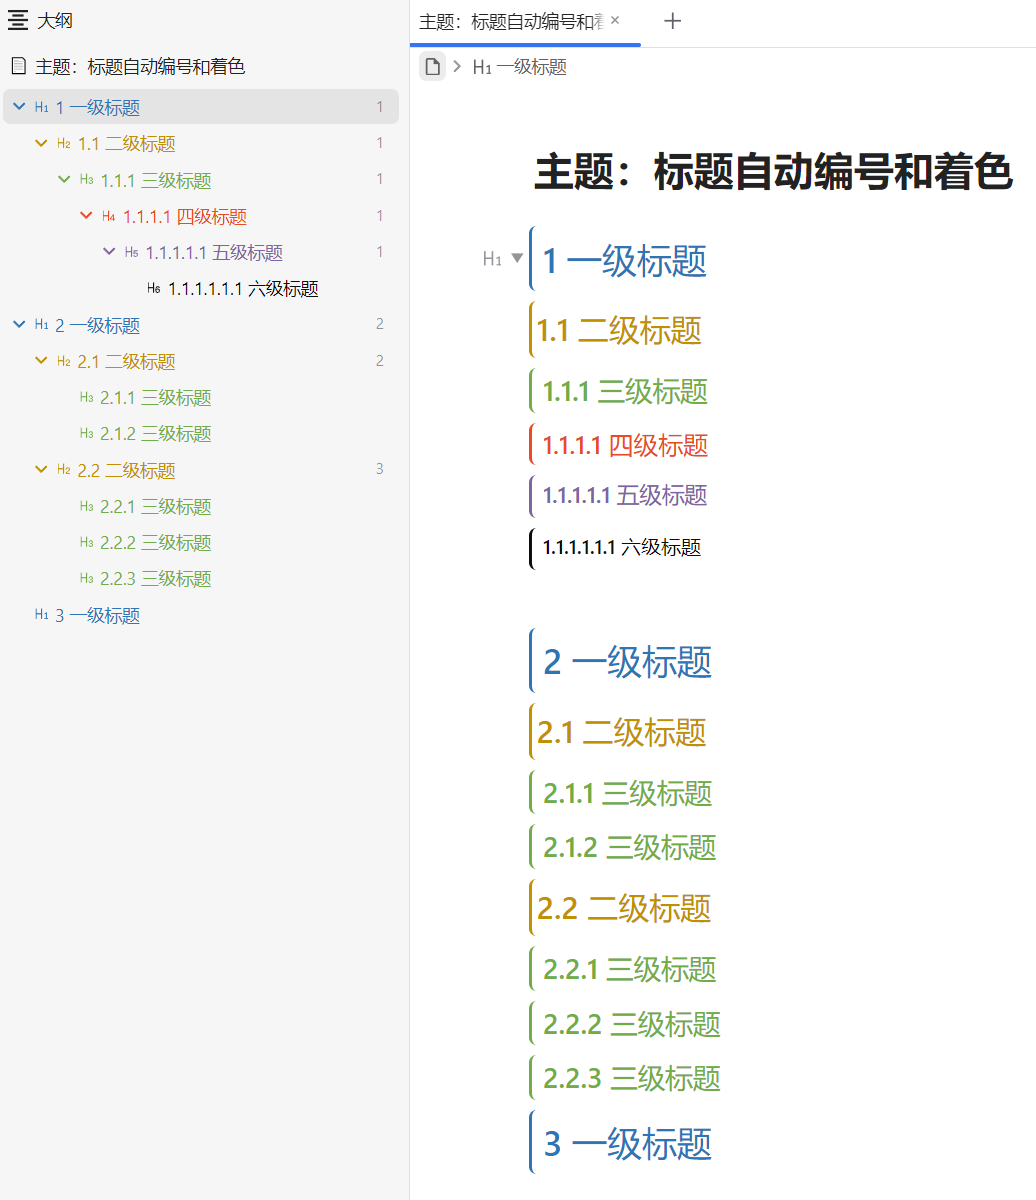 大纲
主题：标题自动编号和着色
H1 1 一级标题 1
H2 1.1 二级标题 1
H3 1.1.1 三级标题 1
H4 1.1.1.1 四级标题 1
H5 1.1.1.1.1 五级标题 1
H6 1.1.1.1.1.1 六级标题
H1 2 一级标题 2
H2 2.1 二级标题 2
H3 2.1.1 三级标题
H3 2.1.2 三级标题
H2 2.2 二级标题 3
H3 2.2.1 三级标题
H3 2.2.2 三级标题
H3 2.2.3 三级标题
H1 3 一级标题
主题：标题自动编号和
H1 一级标题
主题：标题自动编号和着色
H1 1 一级标题
1.1 二级标题
1.1.1 三级标题
1.1.1.1 四级标题
1.1.1.1.1 五级标题
1.1.1.1.1.1 六级标题
2 一级标题
2.1 二级标题
2.1.1 三级标题
2.1.2 三级标题
2.2 二级标题
2.2.1 三级标题
2.2.2 三级标题
2.2.3 三级标题
3 一级标题